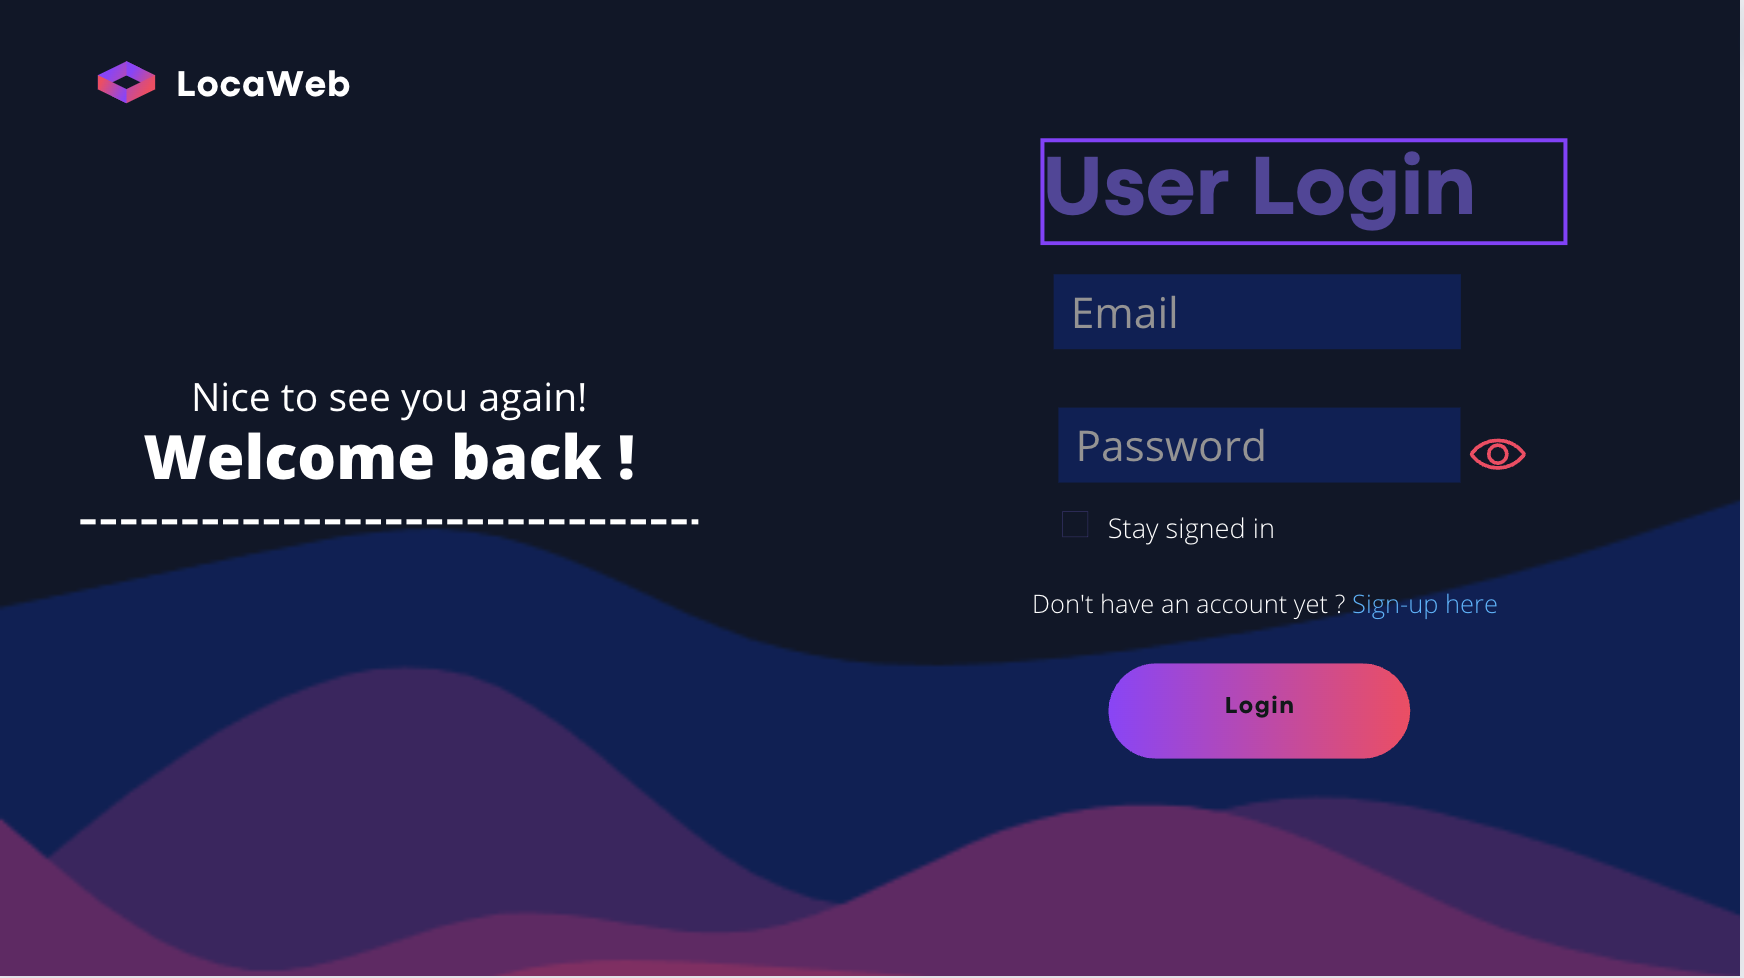 LocaWeb
Nice to see you again!
Welcome back !
User Login
Email
Password
Stay signed in
Don't have an account yet ? Sign-up here
Login